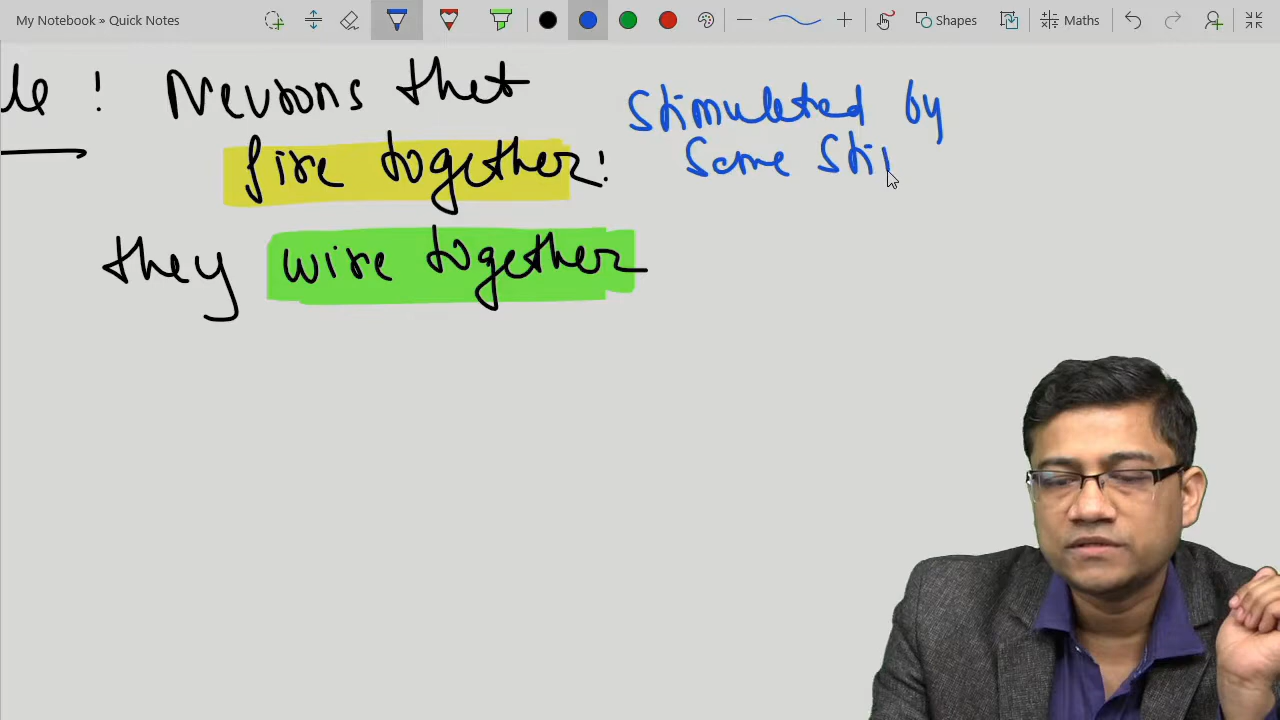 My Notebook » Quick Notes
Shapes
Maths
le! Neurons that
fire together!
they wire together
Stimulated by
Same Sti